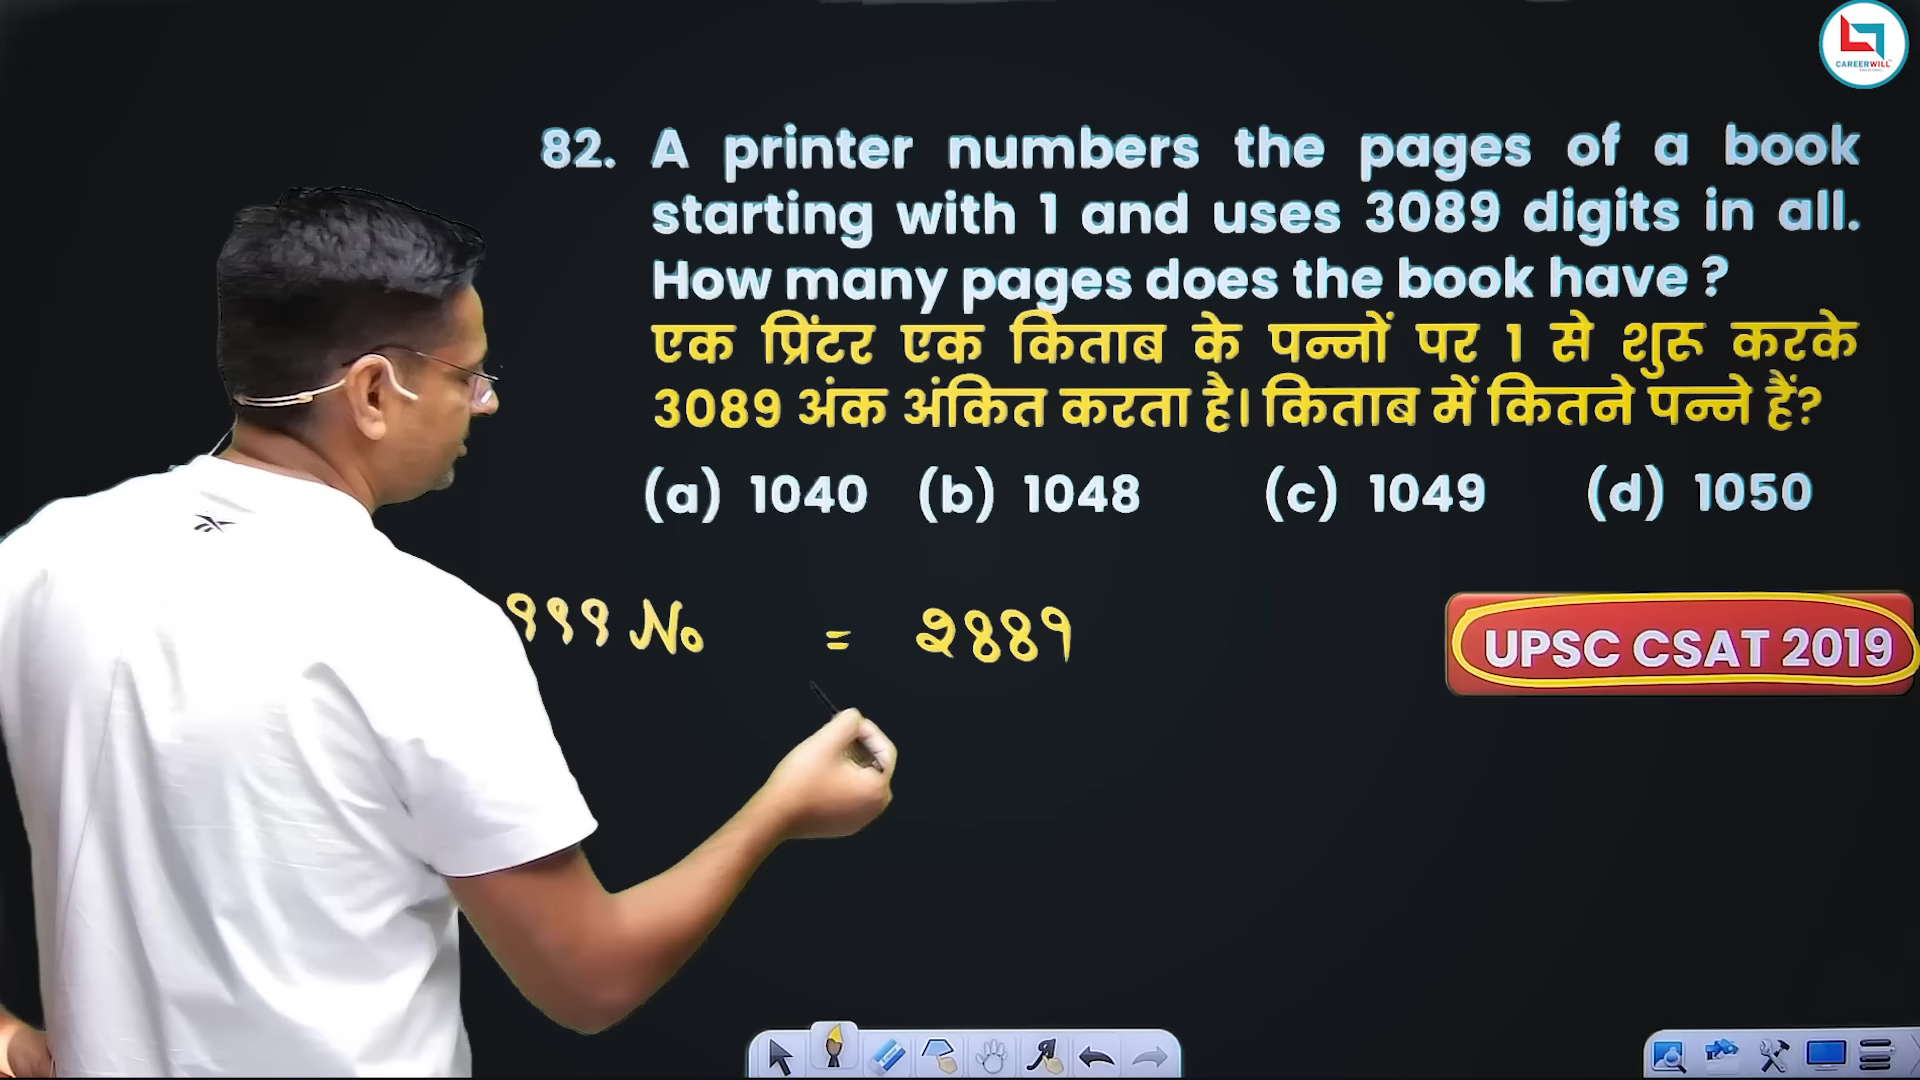 CAREERWILL
82. A printer numbers the pages of a book
starting with 1 and uses 3089 digits in all.
How many pages does the book have ?
एक प्रिंटर एक किताब के पन्नों पर 1 से शुरू करके
3089 अंक अंकित करता है। किताब में कितने पन्ने हैं?
(a) 1040 (b) 1048 (c) 1049 (d) 1050
999 No = 2889
UPSC CSAT 2019